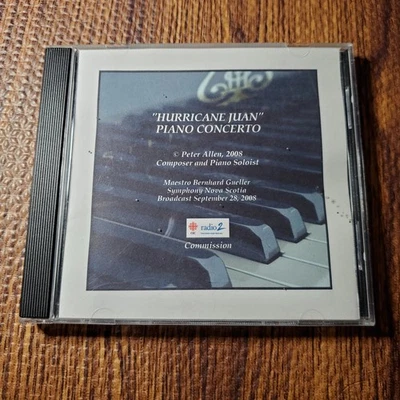 "HURRICANE JUAN"
PIANO CONCERTO
© Peter Allen, 2008
Composer and Piano Soloist
Maestro Bernhard Gueller
Symphony Nova Scotia
Broadcast September 28, 2008
radio 2
Commission